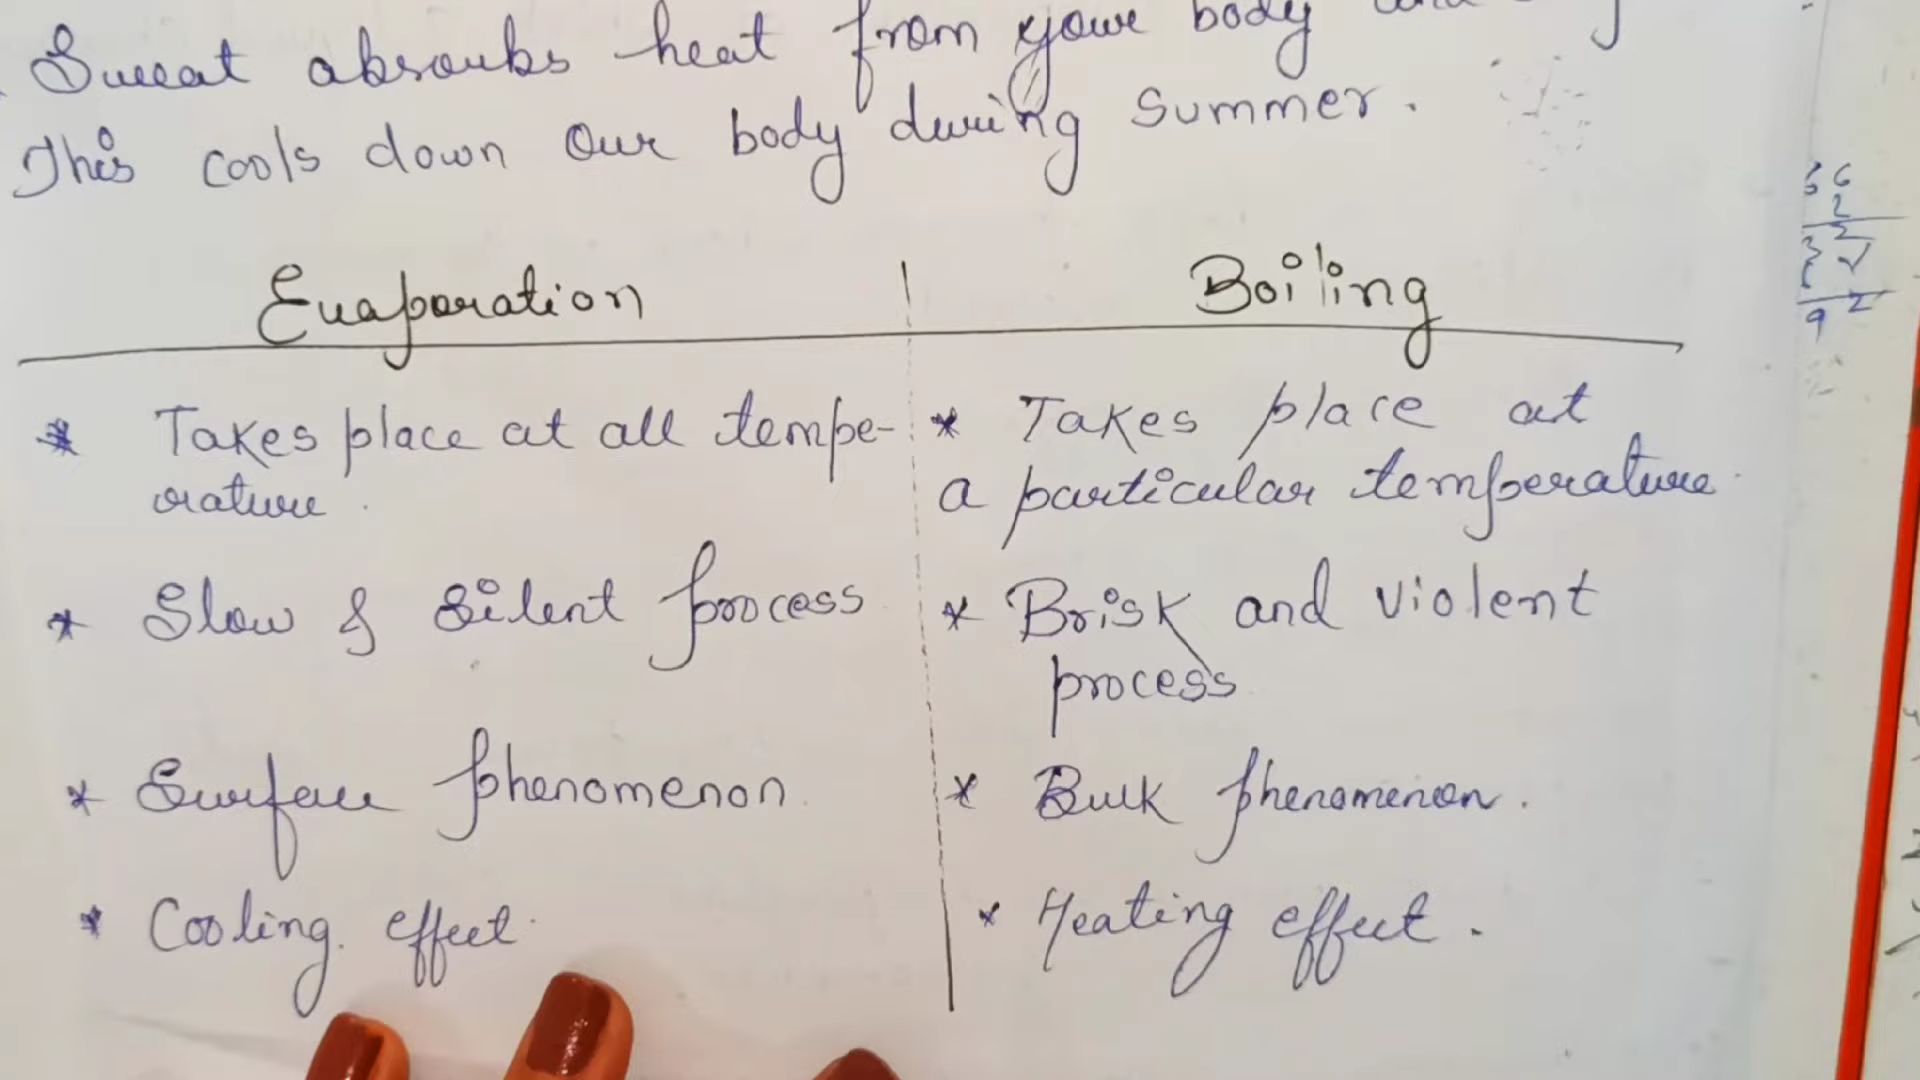 Sweat absorbs heat from your body
This cools down our body during summer.
Evaporation
Boiling
* Takes place at all tempe-
rature.
* Takes place at
a particular temperature.
* Slow & Silent process
* Brisk and violent
process
* Surface phenomenon
* Bulk phenomenon.
* Cooling effect.
* Heating effect.